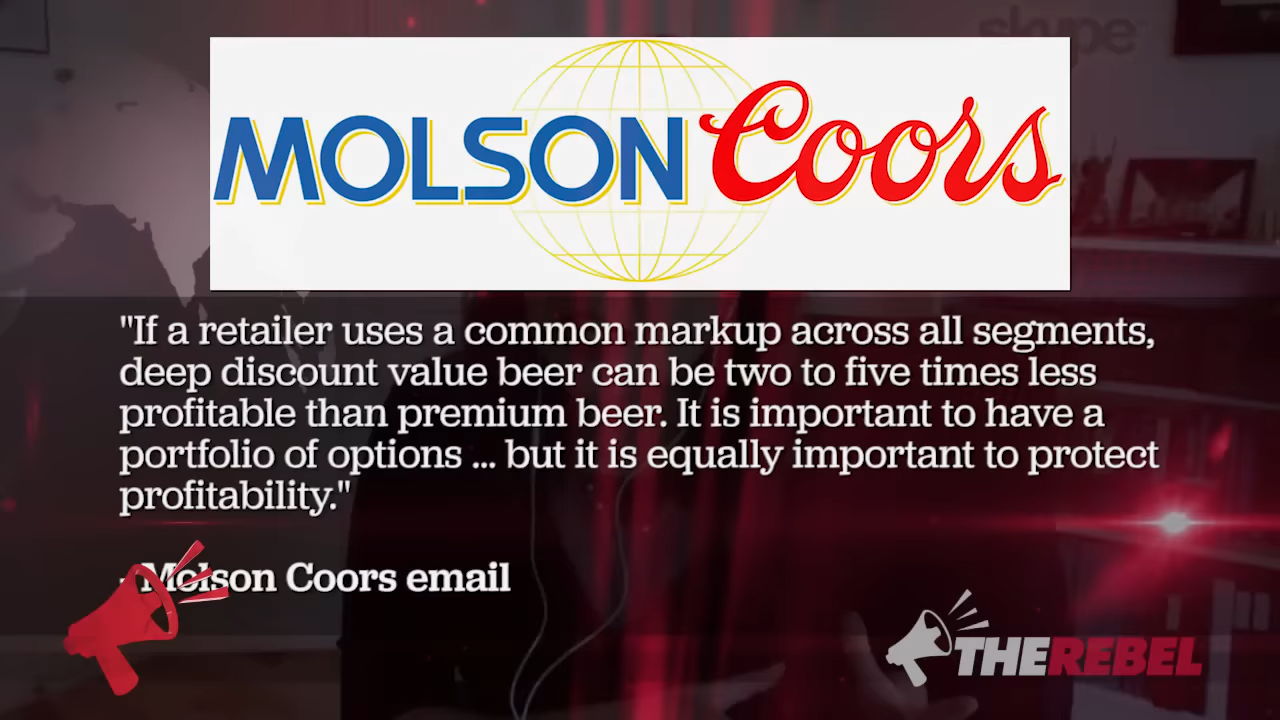 skype
MOLSON Coors
"If a retailer uses a common markup across all segments,
deep discount value beer can be two to five times less
profitable than premium beer. It is important to have a
portfolio of options ... but it is equally important to protect
profitability."
- Molson Coors email
THEREBEL